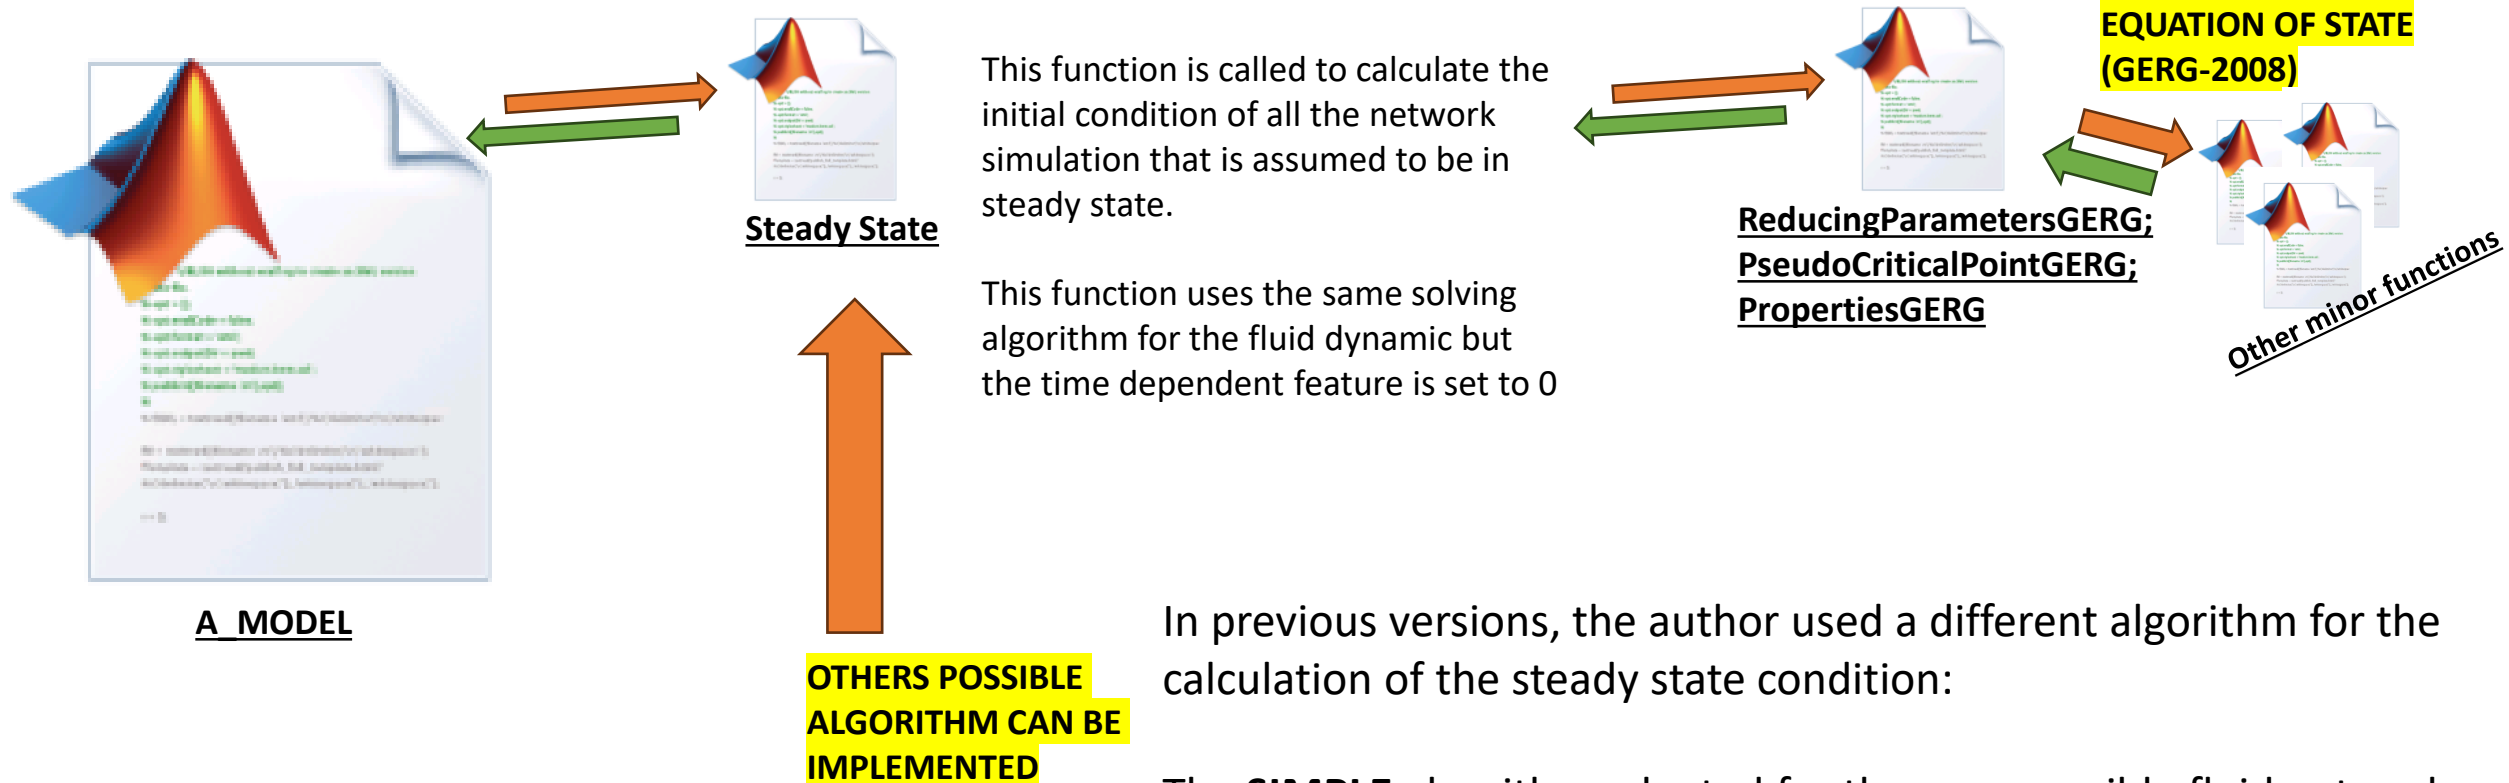 EQUATION OF STATE
(GERG-2008)
This function is called to calculate the
initial condition of all the network
simulation that is assumed to be in
steady state.
Steady State
ReducingParametersGERG;
PseudoCriticalPointGERG;
PropertiesGERG
Other minor functions
This function uses the same solving
algorithm for the fluid dynamic but
the time dependent feature is set to 0
A_MODEL
In previous versions, the author used a different algorithm for the
calculation of the steady state condition:
OTHERS POSSIBLE
ALGORITHM CAN BE
IMPLEMENTED